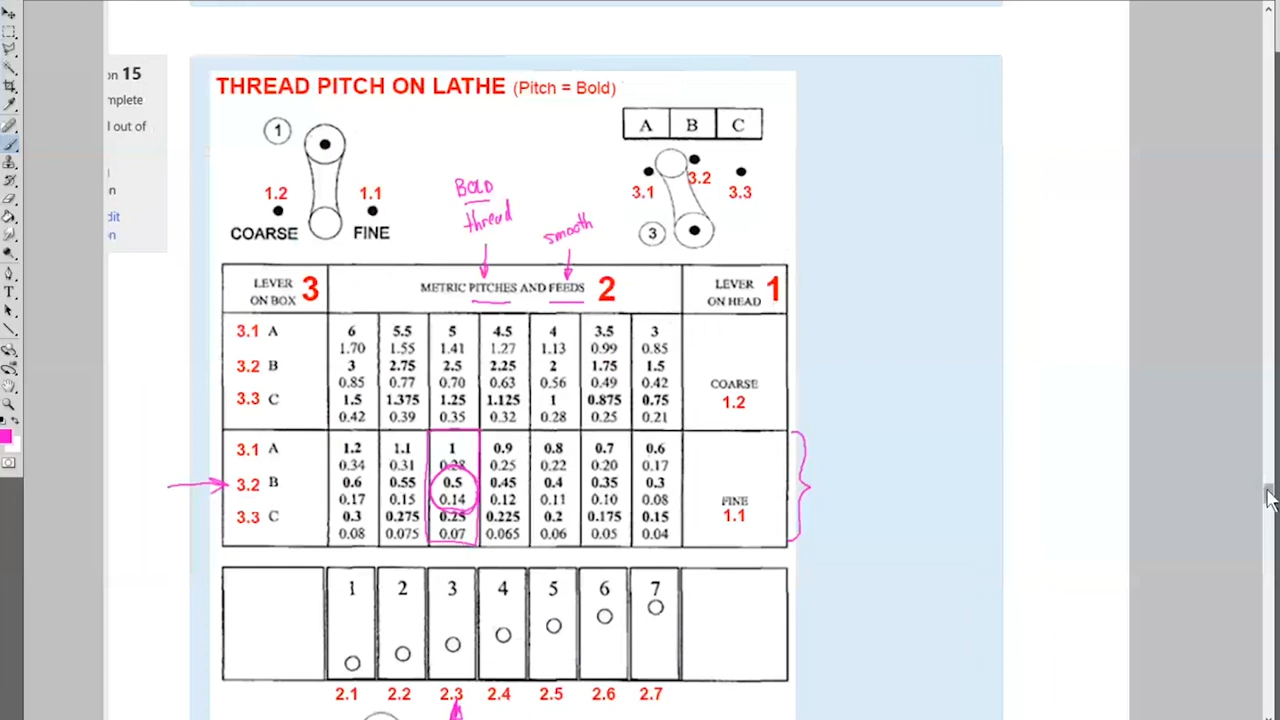 on 15
mplete
d out of
on
dit
on
THREAD PITCH ON LATHE (Pitch = Bold)
1
A B C
1.2 1.1
3.1 3.2 3.3
COARSE FINE
3
BOLD
thread
smooth
LEVER ON BOX 3
METRIC PITCHES AND FEEDS 2
LEVER ON HEAD 1
3.1 A 6 5.5 5 4.5 4 3.5 3
1.70 1.55 1.41 1.27 1.13 0.99 0.85
3.2 B 3 2.75 2.5 2.25 2 1.75 1.5
0.85 0.77 0.70 0.63 0.56 0.49 0.42 COARSE
3.3 C 1.5 1.375 1.25 1.125 1 0.875 0.75 1.2
0.42 0.39 0.35 0.32 0.28 0.25 0.21
3.1 A 1.2 1.1 1 0.9 0.8 0.7 0.6
0.34 0.31 0.28 0.25 0.22 0.20 0.17
3.2 B 0.6 0.55 0.5 0.45 0.4 0.35 0.3
0.17 0.15 0.14 0.12 0.11 0.10 0.08 FINE
3.3 C 0.3 0.275 0.25 0.225 0.2 0.175 0.15 1.1
0.08 0.075 0.07 0.065 0.06 0.05 0.04
1 2 3 4 5 6 7
2.1 2.2 2.3 2.4 2.5 2.6 2.7